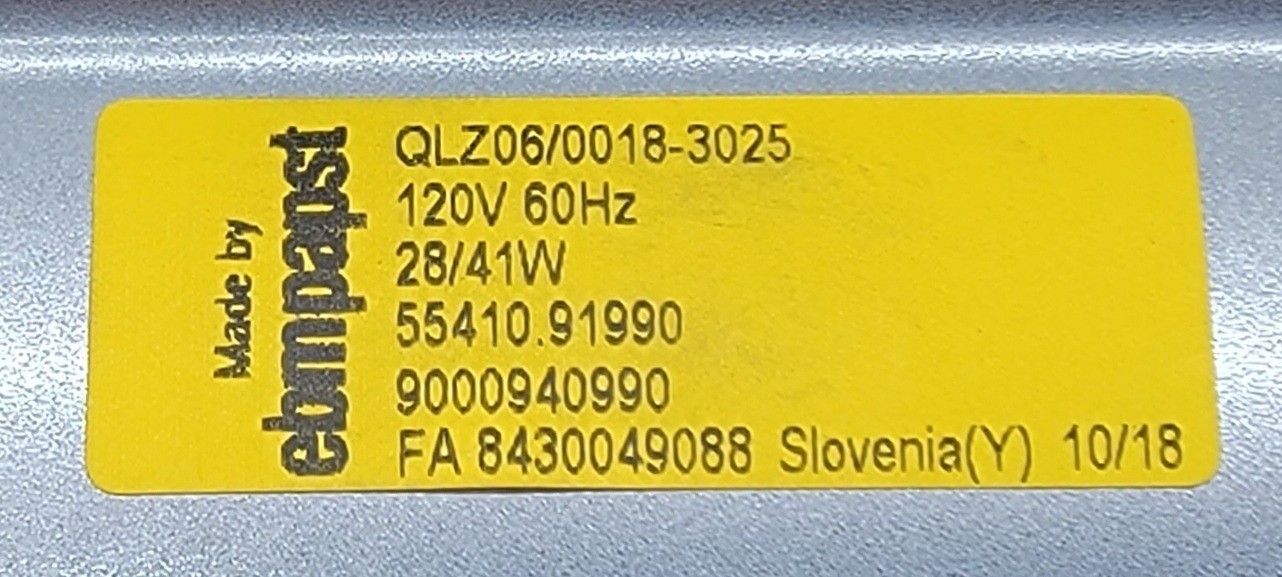 Made by
ebmpapst
QLZ06/0018-3025
120V 60Hz
28/41W
55410.91990
9000940990
FA 8430049088 Slovenia(Y) 10/18